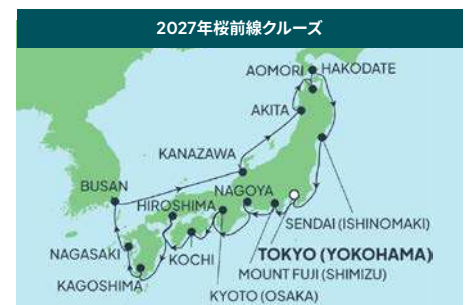 2027年桜前線クルーズ
AOMORI
HAKODATE
AKITA
KANAZAWA
BUSAN
HIROSHIMA
NAGOYA
SENDAI (ISHINOMAKI)
NAGASAKI
KOCHI
TOKYO (YOKOHAMA)
MOUNT FUJI (SHIMIZU)
KAGOSHIMA
KYOTO (OSAKA)